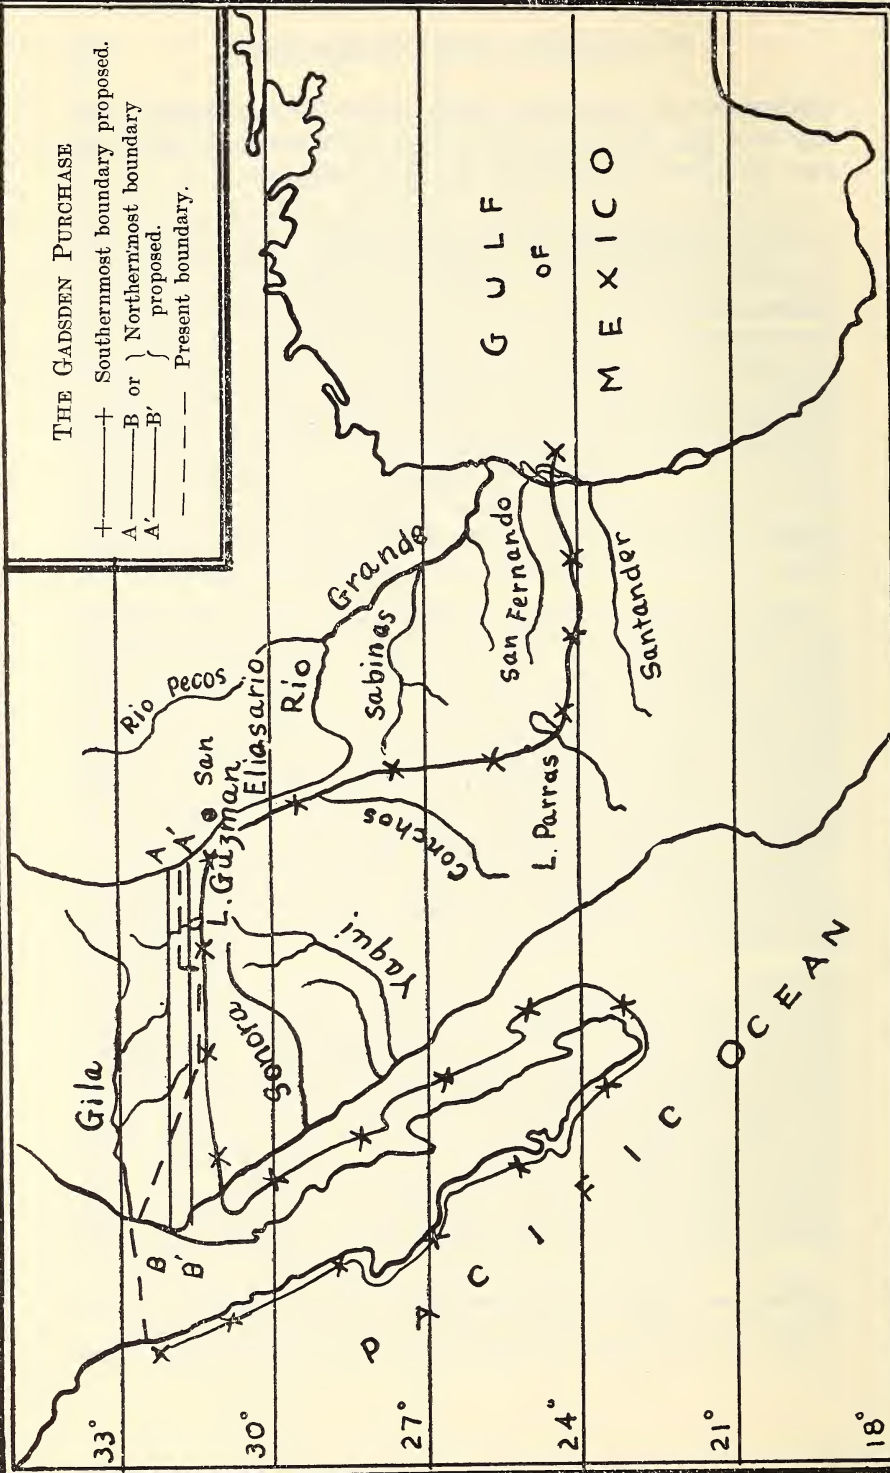 THE GADSDEN PURCHASE
+———+ Southernmost boundary proposed.
A ———B or } Northern'most boundary
A'———B' } proposed.
— — — — Present boundary.
33°
30°
27°
24°
21°
18°
Gila
A
A'
B
B'
San
Eliasario
L. Guzman
Rio Pecos
Rio
Grande
Sonora
Yaqui
Conchos
Sabinas
San Fernando
Santander
L. Parras
GULF
OF
MEXICO
PACIFIC OCEAN